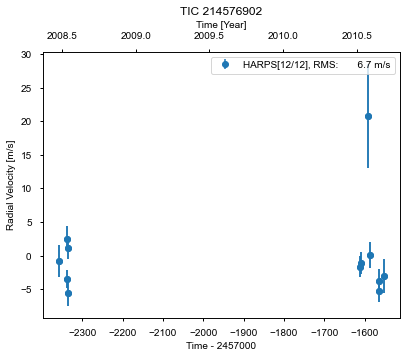 TIC 214576902
Time [Year]
2008.5 2009.0 2009.5 2010.0 2010.5
HARPS[12/12], RMS: 6.7 m/s
Radial Velocity [m/s]
30
25
20
15
10
5
0
−5
−2300 −2200 −2100 −2000 −1900 −1800 −1700 −1600
Time - 2457000